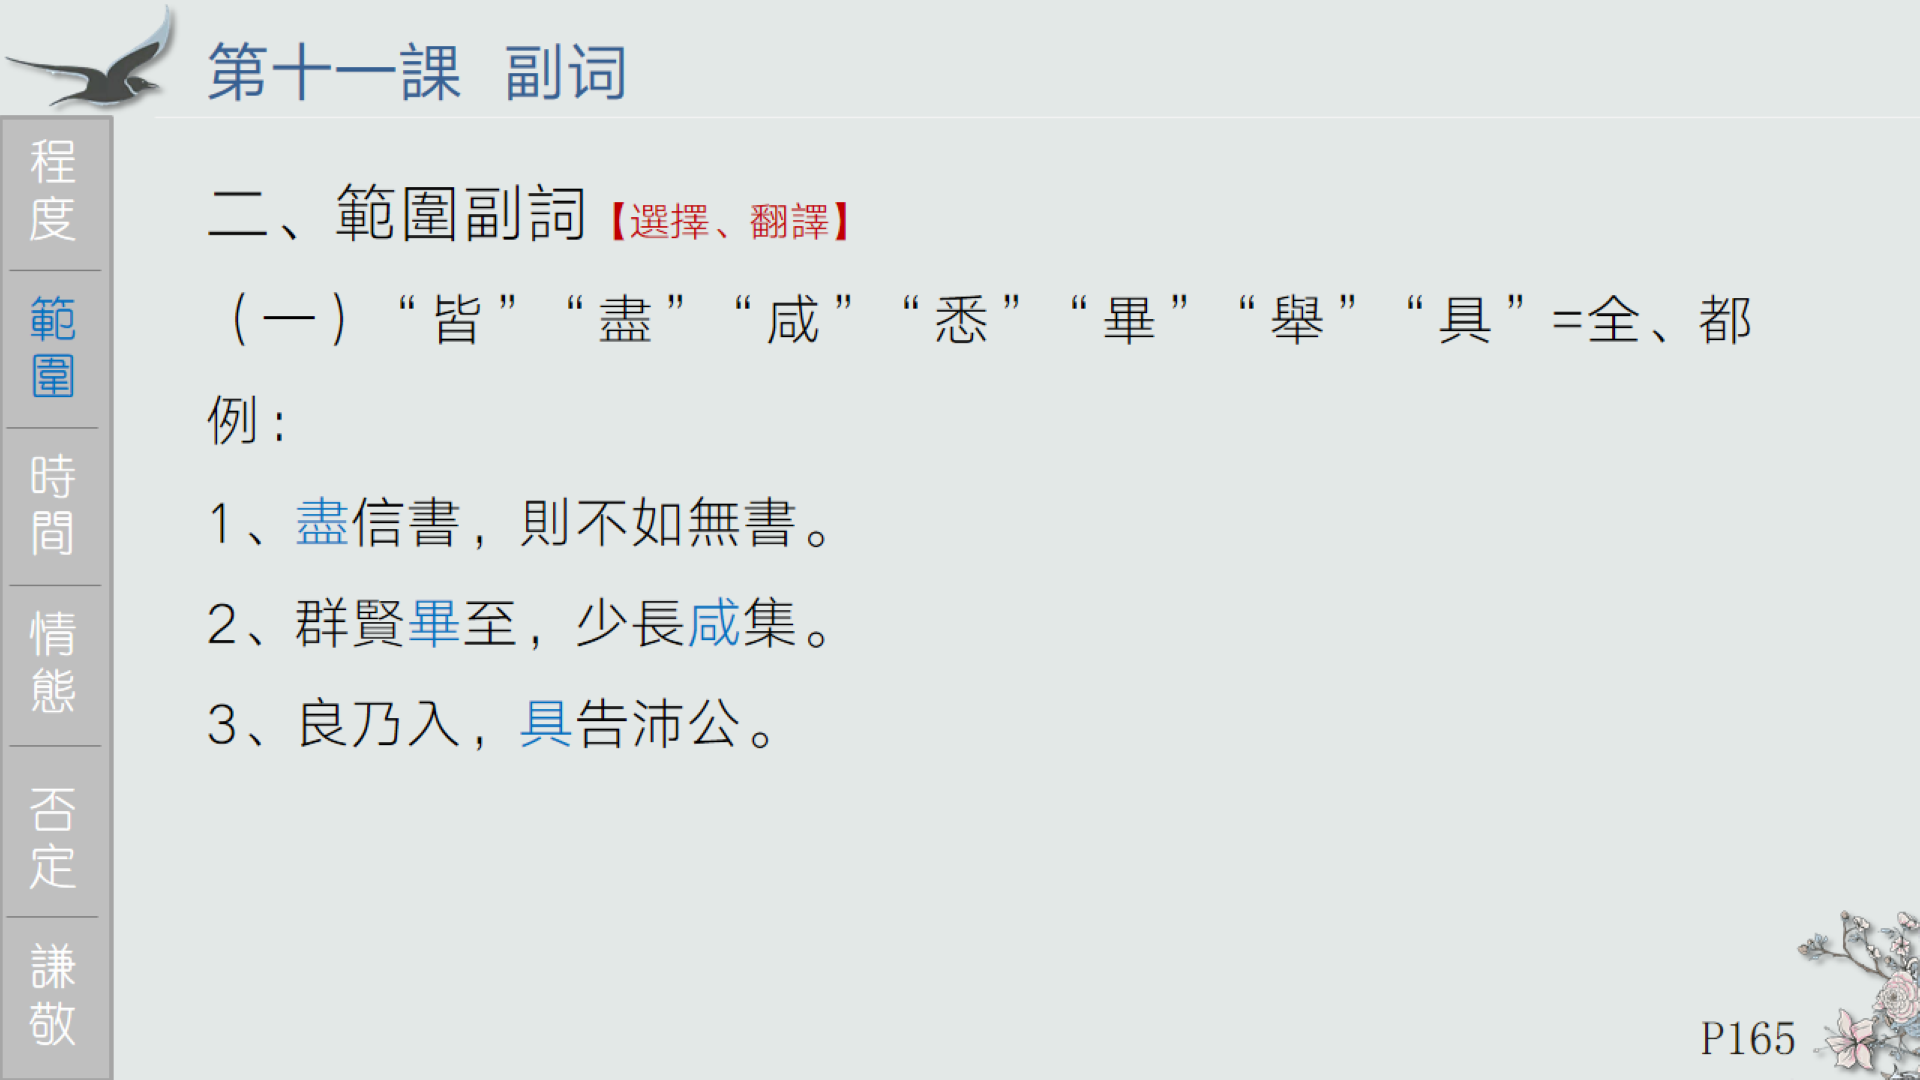 第十一課 副词
程度
範圍
時間
情態
否定
謙敬
二、範圍副詞【選擇、翻譯】
（一）“皆”“盡”“咸”“悉”“畢”“舉”“具”=全、都
例：
1、盡信書，則不如無書。
2、群賢畢至，少長咸集。
3、良乃入，具告沛公。
P165